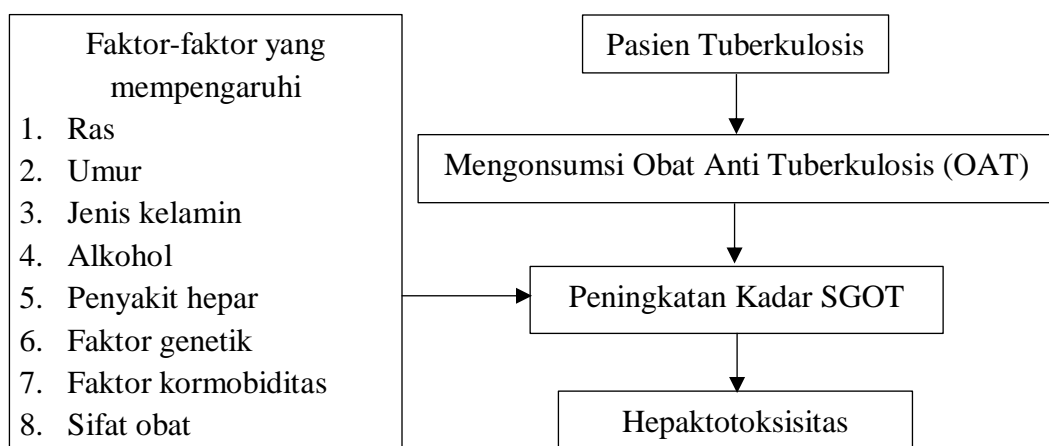 Faktor-faktor yang
mempengaruhi
1. Ras
2. Umur
3. Jenis kelamin
4. Alkohol
5. Penyakit hepar
6. Faktor genetik
7. Faktor kormobiditas
8. Sifat obat
Pasien Tuberkulosis
Mengonsumsi Obat Anti Tuberkulosis (OAT)
Peningkatan Kadar SGOT
Hepaktotoksisitas